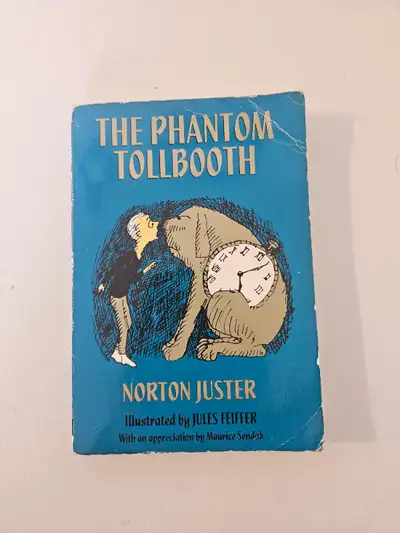 THE PHANTOM
TOLLBOOTH
NORTON JUSTER
Illustrated by JULES FEIFFER
With an appreciation by Maurice Sendak